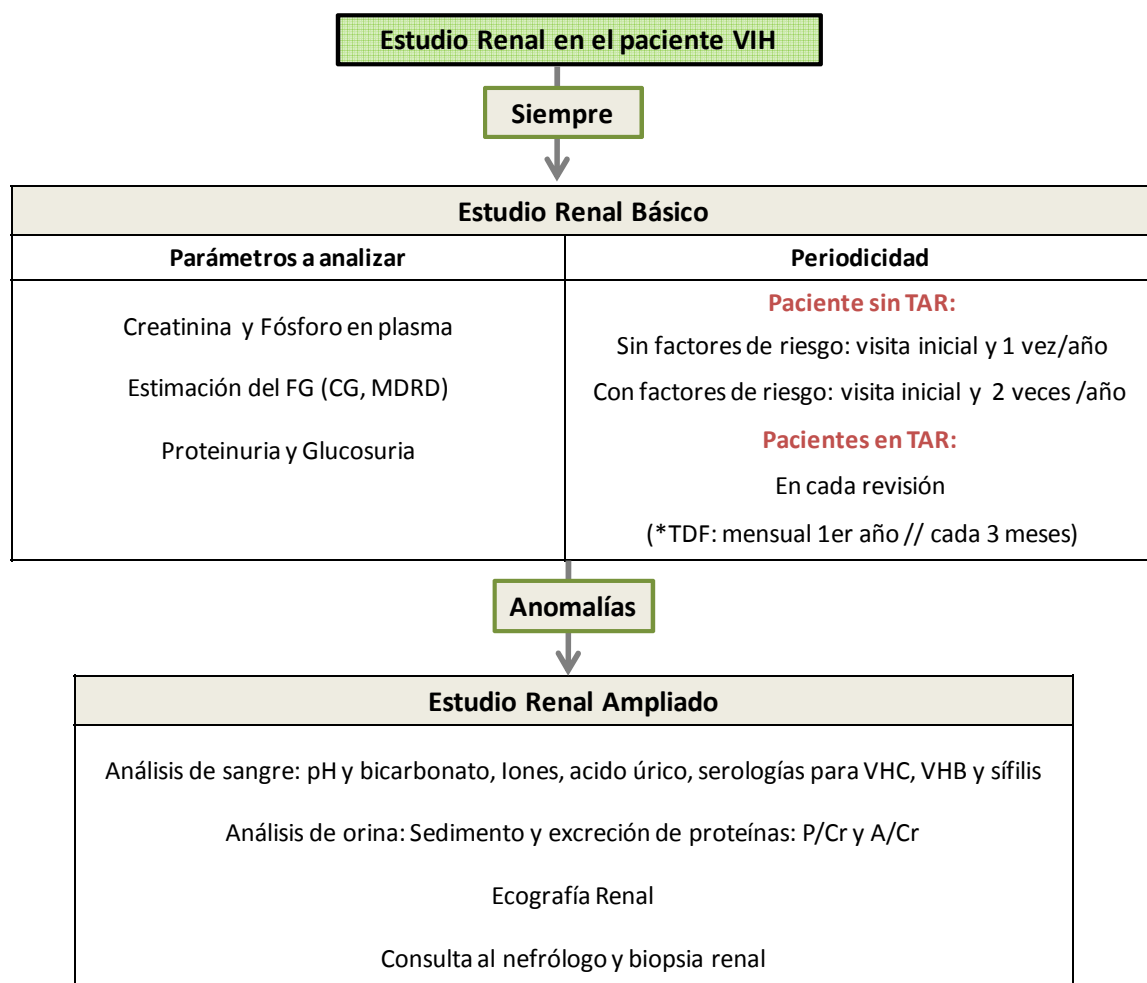 Estudio Renal en el paciente VIH
Siempre
Estudio Renal Básico
Parámetros a analizar
Periodicidad
Creatinina y Fósforo en plasma
Estimación del FG (CG, MDRD)
Proteinuria y Glucosuria
Paciente sin TAR:
Sin factores de riesgo: visita inicial y 1 vez/año
Con factores de riesgo: visita inicial y 2 veces /año
Pacientes en TAR:
En cada revisión
(*TDF: mensual 1er año // cada 3 meses)
Anomalías
Estudio Renal Ampliado
Análisis de sangre: pH y bicarbonato, Iones, acido úrico, serologías para VHC, VHB y sífilis
Análisis de orina: Sedimento y excreción de proteínas: P/Cr y A/Cr
Ecografía Renal
Consulta al nefrólogo y biopsia renal